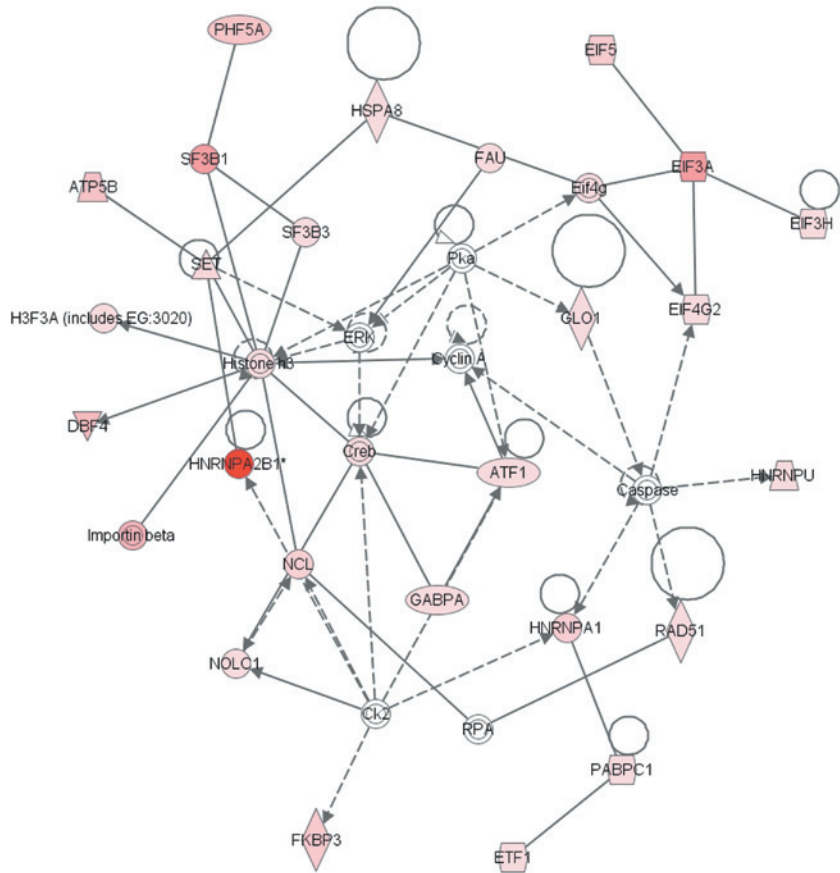 PHF5A
EIF5
HSPA8
SF3B1
FAU
EIF3A
ATP5B
Eif4g
EIF3H
SF3B3
SET
Pka
H3F3A (includes EG:3020)
GLO1
EIF4G2
ERK
Histone h3
Cyclin A
DBF4
Creb
HNRNPA2B1*
ATF1
HNRNPU
Caspase
Importin beta
NCL
GABPA
HNRNPA1
RAD51
NOLC1
Ck2
RPA
PABPC1
FKBP3
ETF1